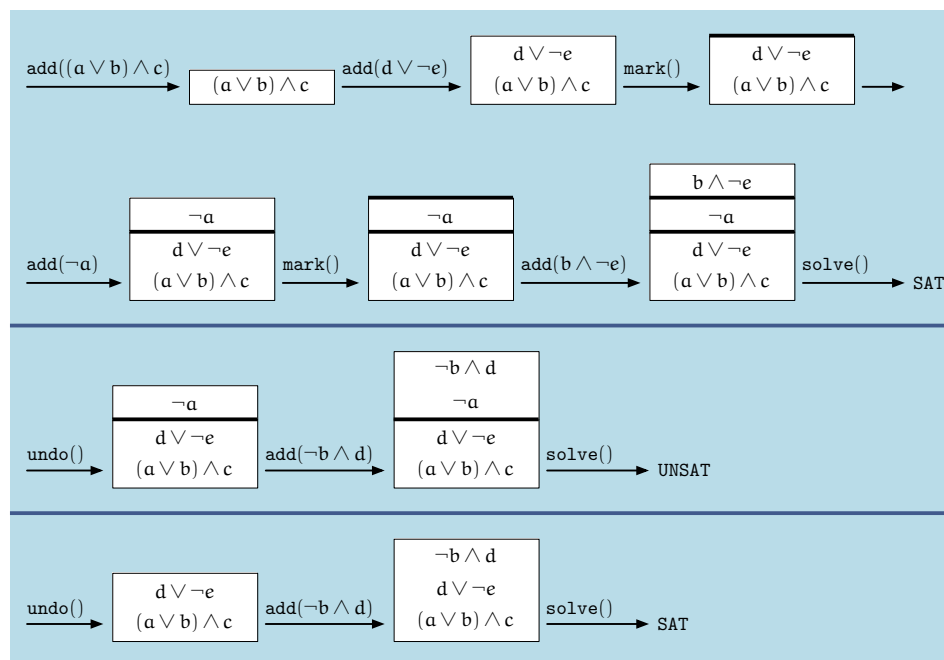 add((a ∨ b) ∧ c)
(a ∨ b) ∧ c
add(d ∨ ¬e)
d ∨ ¬e
(a ∨ b) ∧ c
mark()
d ∨ ¬e
(a ∨ b) ∧ c
add(¬a)
¬a
d ∨ ¬e
(a ∨ b) ∧ c
mark()
¬a
d ∨ ¬e
(a ∨ b) ∧ c
add(b ∧ ¬e)
b ∧ ¬e
¬a
d ∨ ¬e
(a ∨ b) ∧ c
solve()
SAT
undo()
¬a
d ∨ ¬e
(a ∨ b) ∧ c
add(¬b ∧ d)
¬b ∧ d
¬a
d ∨ ¬e
(a ∨ b) ∧ c
solve()
UNSAT
undo()
d ∨ ¬e
(a ∨ b) ∧ c
add(¬b ∧ d)
¬b ∧ d
d ∨ ¬e
(a ∨ b) ∧ c
solve()
SAT